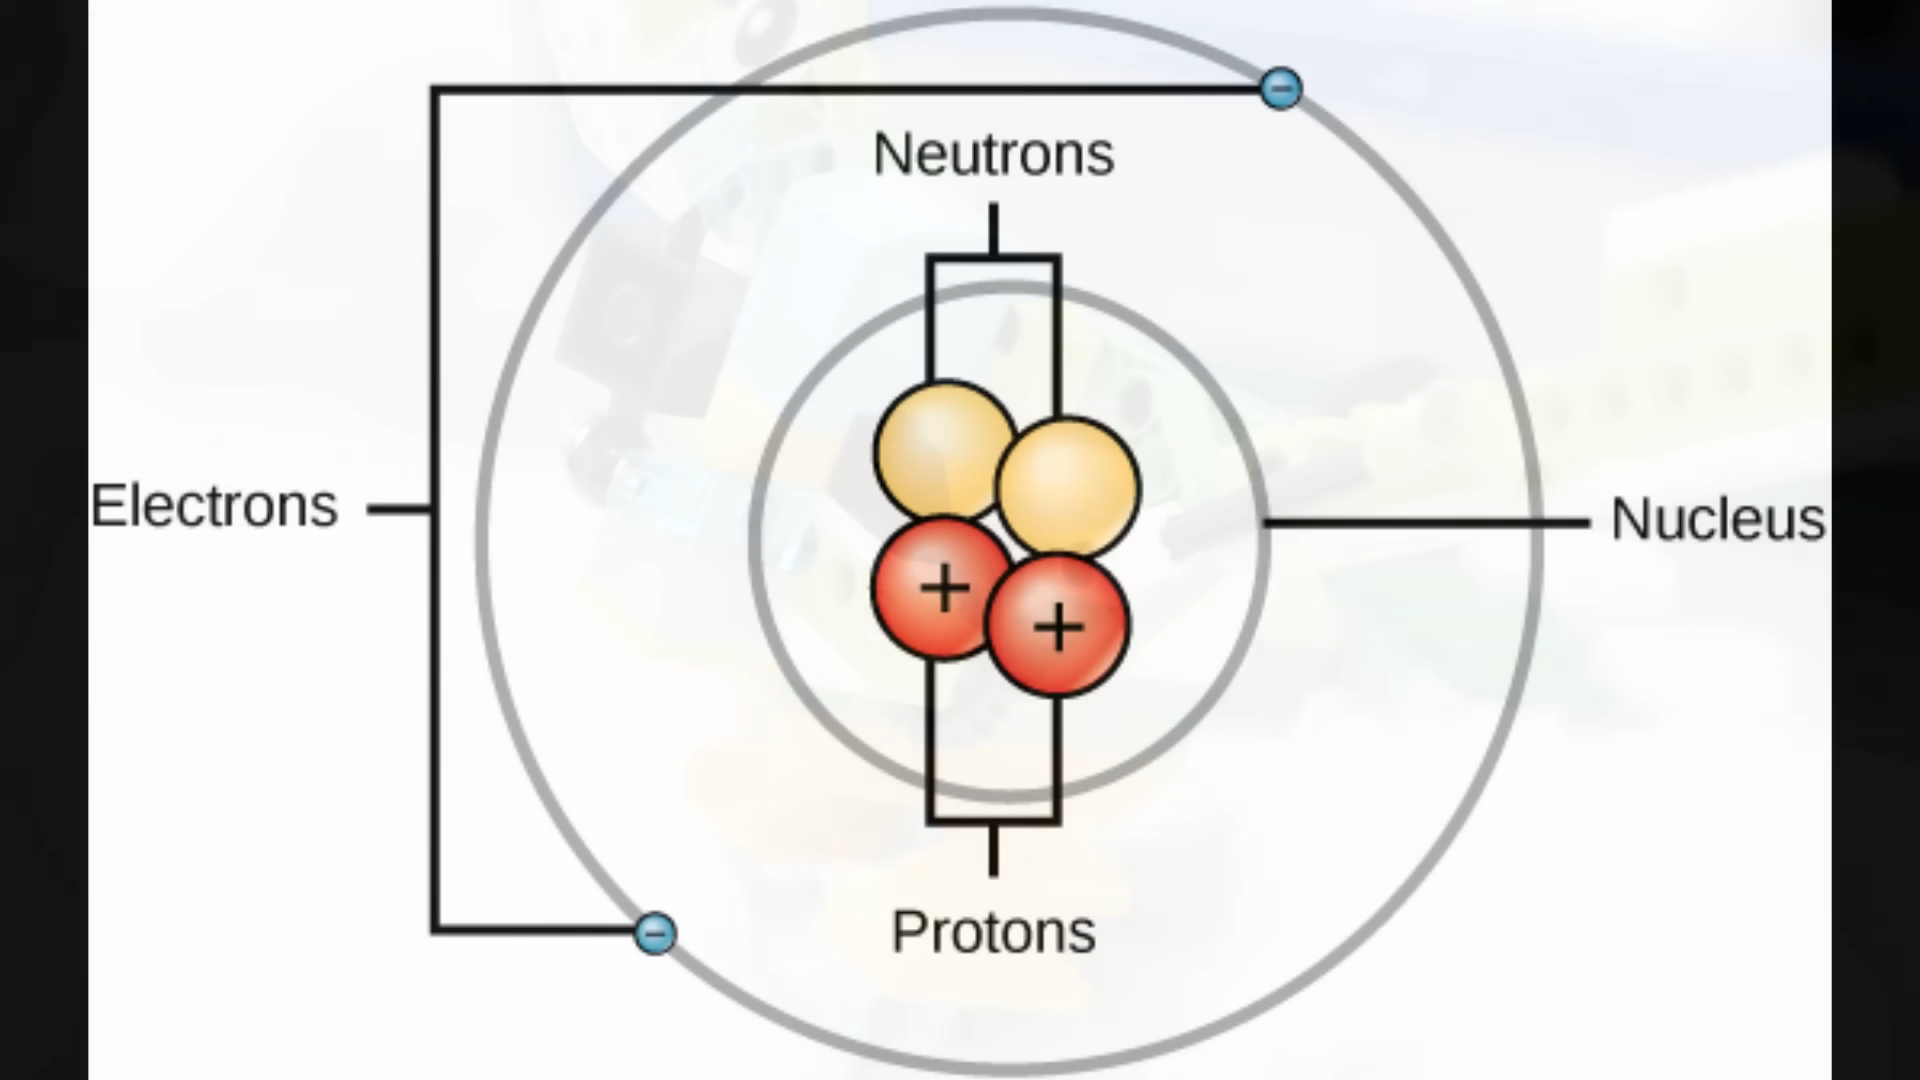 Neutrons
Electrons
Nucleus
+
+
−
−
Protons